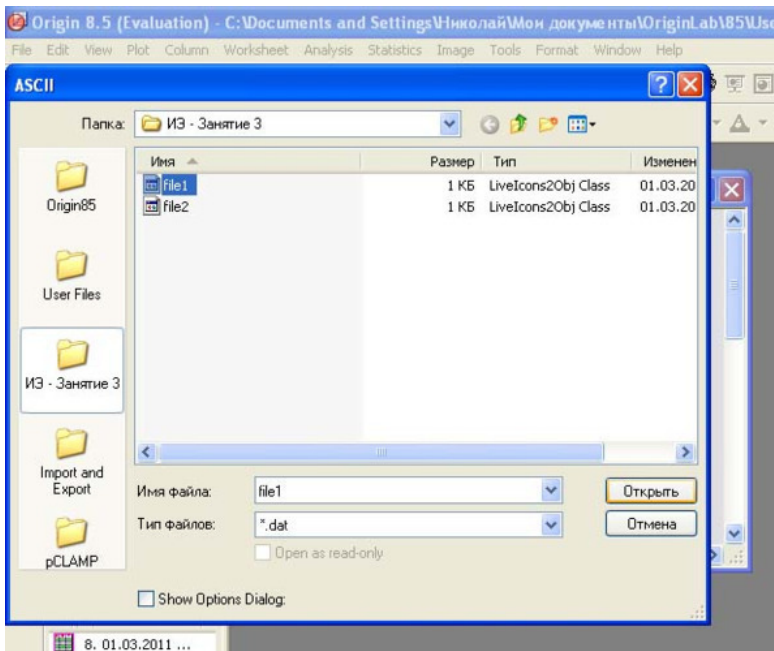 Origin 8.5 (Evaluation) - C:\Documents and Settings\Николай\Мои документы\OriginLab\85\Use
File Edit View Plot Column Worksheet Analysis Statistics Image Tools Format Window Help
ASCII
Папка: ИЭ - Занятие 3
Имя Размер Тип Изменен
file1 1 КБ LiveIcons2Obj Class 01.03.20
file2 1 КБ LiveIcons2Obj Class 01.03.20
Origin85
User Files
ИЭ - Занятие 3
Import and
Export
pCLAMP
Имя файла: file1 Открыть
Тип файлов: *.dat Отмена
Open as read-only
Show Options Dialog:
8. 01.03.2011 ...